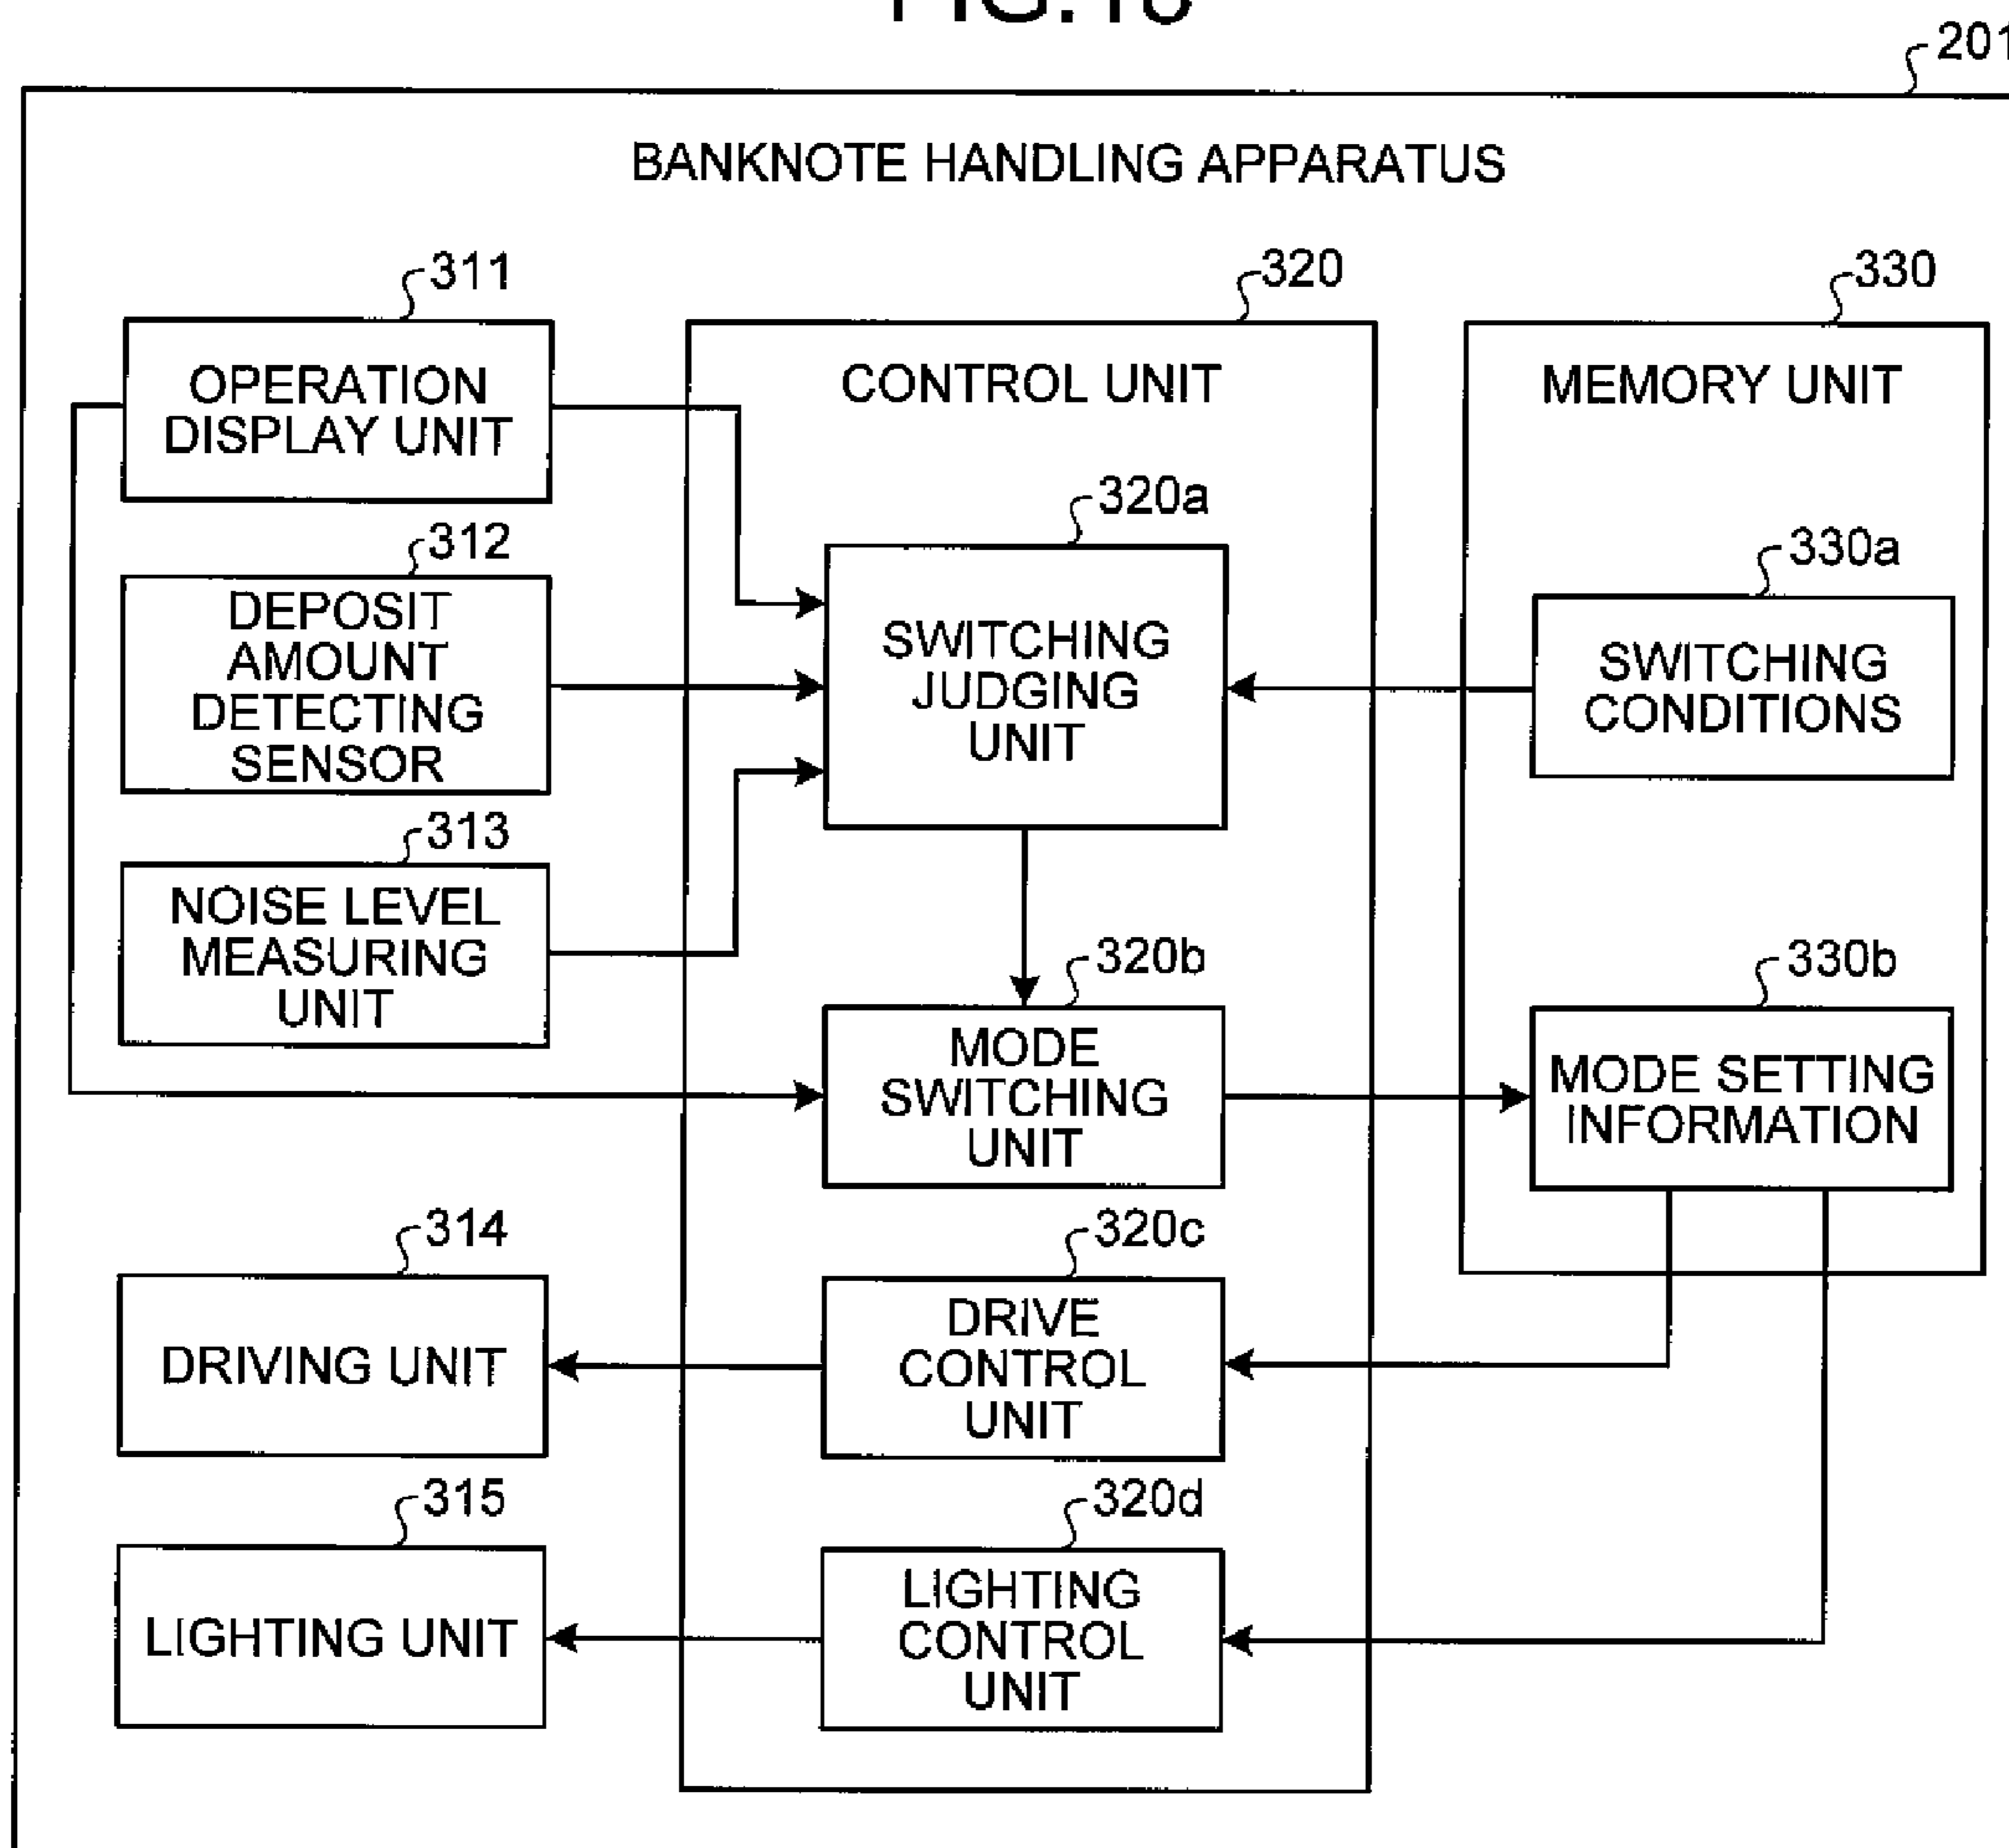 201
BANKNOTE HANDLING APPARATUS
311
320
330
OPERATION
DISPLAY UNIT
CONTROL UNIT
MEMORY UNIT
312
320a
330a
DEPOSIT
AMOUNT
DETECTING
SENSOR
SWITCHING
JUDGING
UNIT
SWITCHING
CONDITIONS
313
320b
330b
NOISE LEVEL
MEASURING
UNIT
MODE
SWITCHING
UNIT
MODE SETTING
INFORMATION
314
320c
DRIVING UNIT
DRIVE
CONTROL
UNIT
315
320d
LIGHTING UNIT
LIGHTING
CONTROL
UNIT